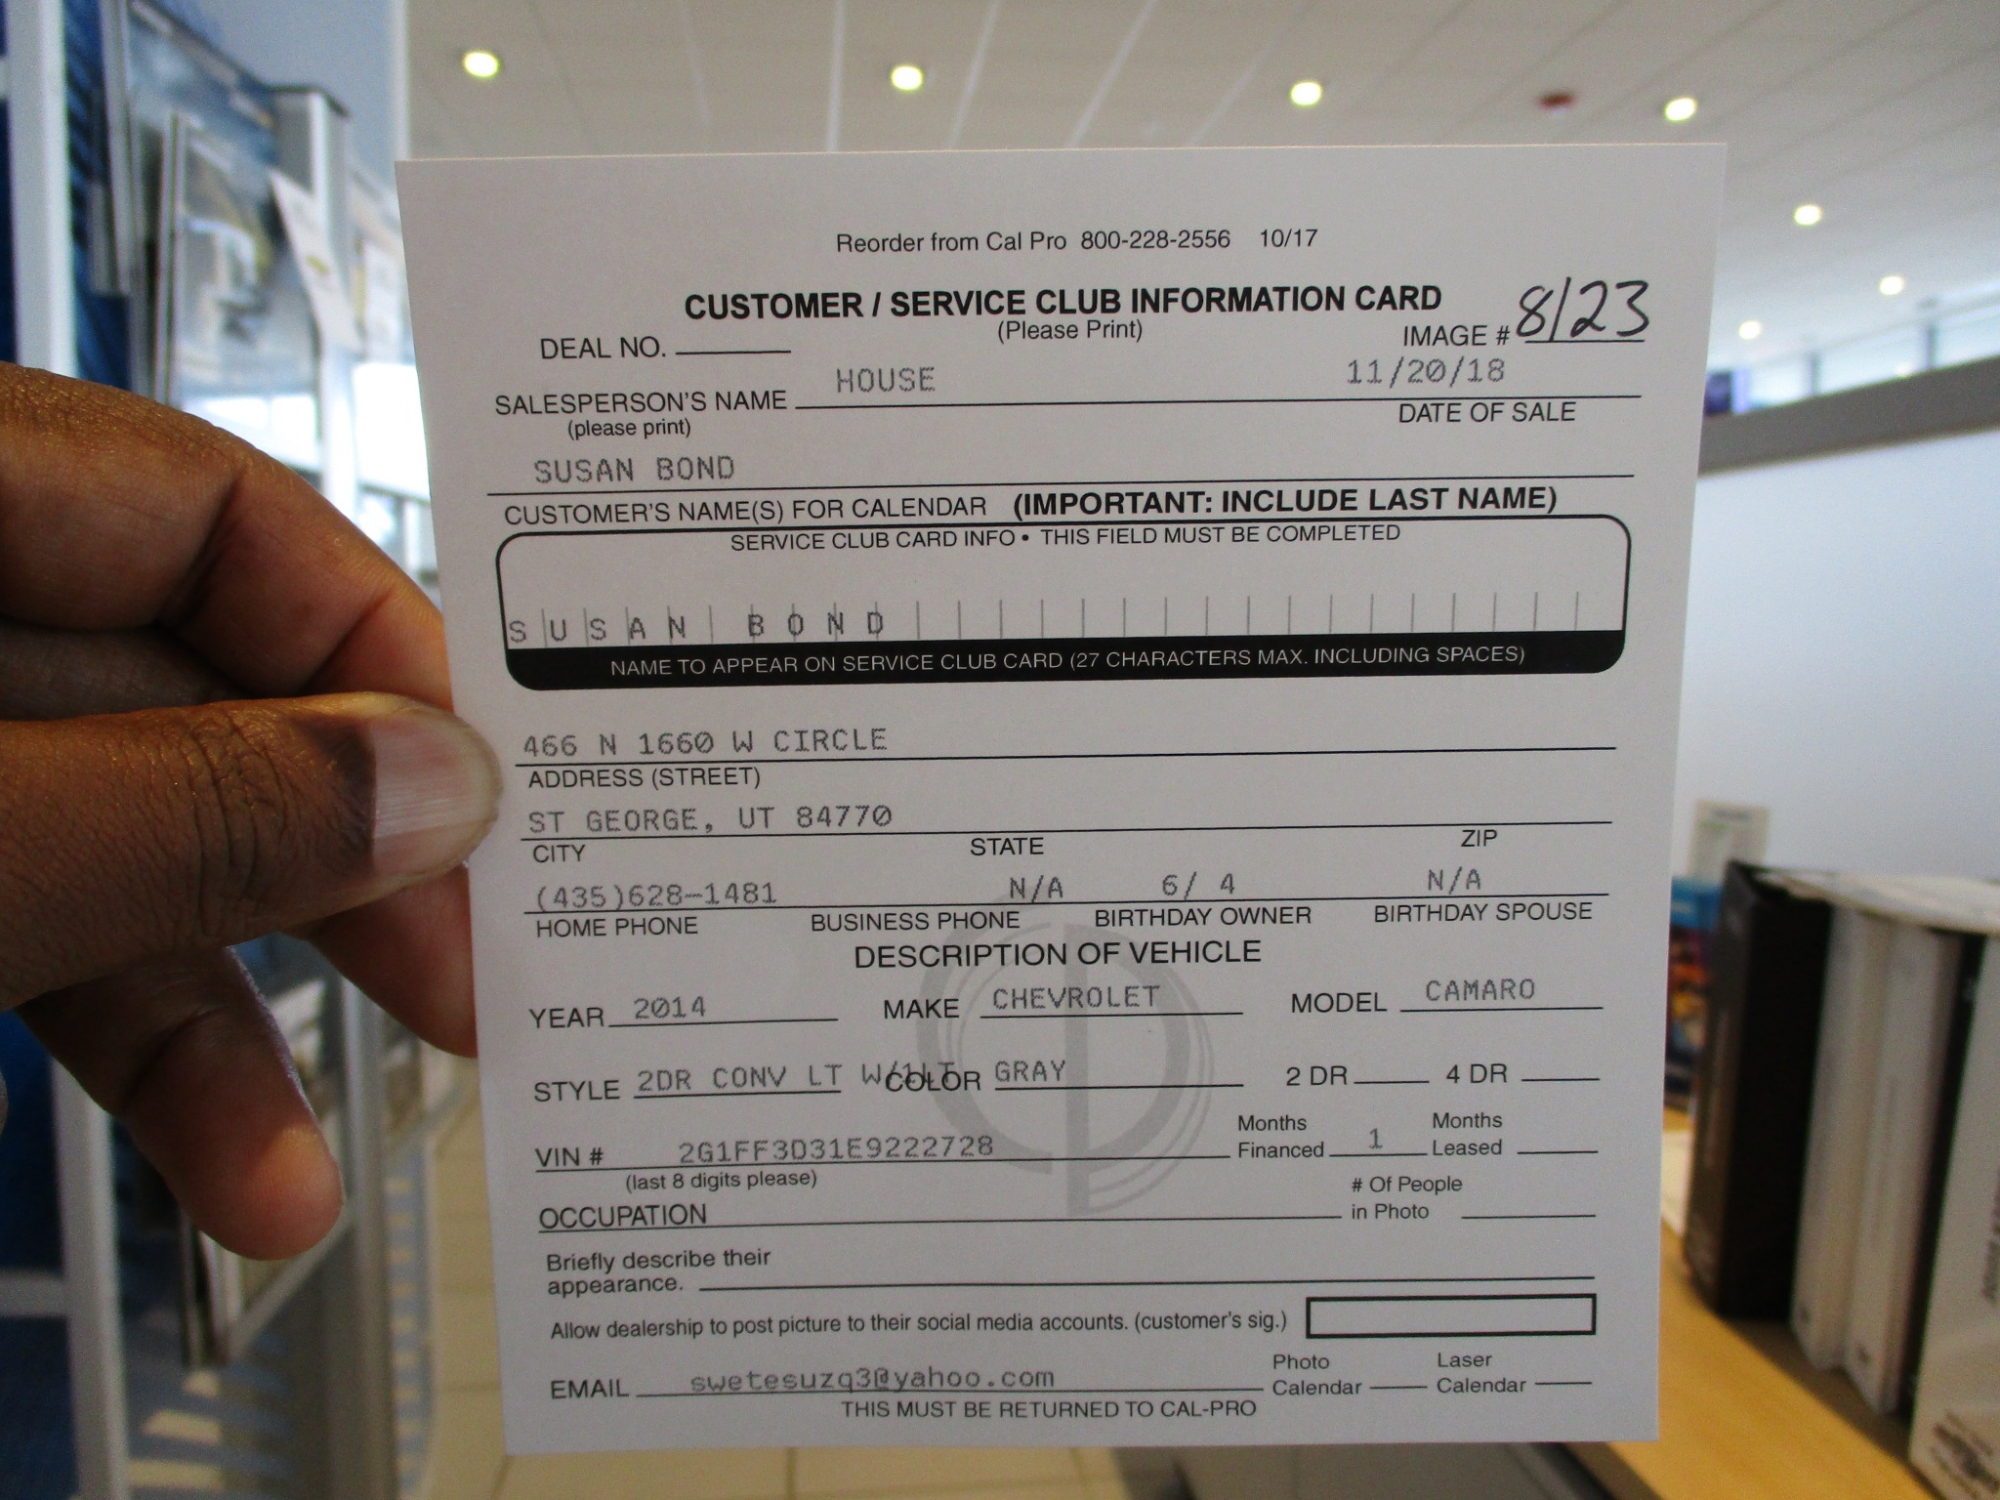 Reorder from Cal Pro 800-228-2556 10/17
CUSTOMER / SERVICE CLUB INFORMATION CARD
(Please Print)
DEAL NO. IMAGE # 8/23
SALESPERSON'S NAME HOUSE 11/20/18
(please print) DATE OF SALE
SUSAN BOND
CUSTOMER'S NAME(S) FOR CALENDAR (IMPORTANT: INCLUDE LAST NAME)
SERVICE CLUB CARD INFO • THIS FIELD MUST BE COMPLETED
SUSAN BOND
NAME TO APPEAR ON SERVICE CLUB CARD (27 CHARACTERS MAX. INCLUDING SPACES)
466 N 1660 W CIRCLE
ADDRESS (STREET)
ST GEORGE, UT 84770
CITY STATE ZIP
(435)628-1481 N/A 6/ 4 N/A
HOME PHONE BUSINESS PHONE BIRTHDAY OWNER BIRTHDAY SPOUSE
DESCRIPTION OF VEHICLE
YEAR 2014 MAKE CHEVROLET MODEL CAMARO
STYLE 2DR CONV LT W/1LT COLOR GRAY 2 DR 4 DR
VIN # 2G1FF3D31E9222728 Months Financed 1 Months Leased
(last 8 digits please)
OCCUPATION # Of People in Photo
Briefly describe their
appearance.
Allow dealership to post picture to their social media accounts. (customer's sig.)
EMAIL swetesuzq3@yahoo.com Photo Calendar Laser Calendar
THIS MUST BE RETURNED TO CAL-PRO